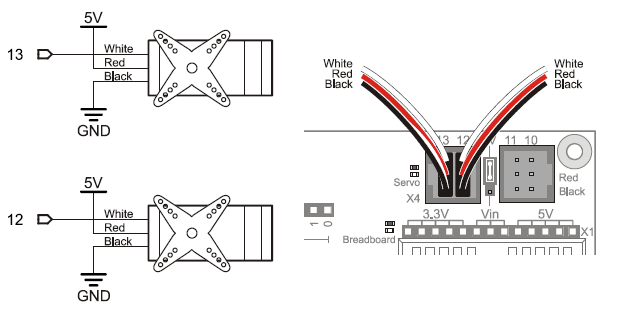 5V
13
White
Red
Black
GND
5V
12
White
Red
Black
GND
White
Red
Black
White
Red
Black
13 12
11 10
Servo
X4
Red
Black
3.3V Vin 5V
X1
1 0
Breadboard